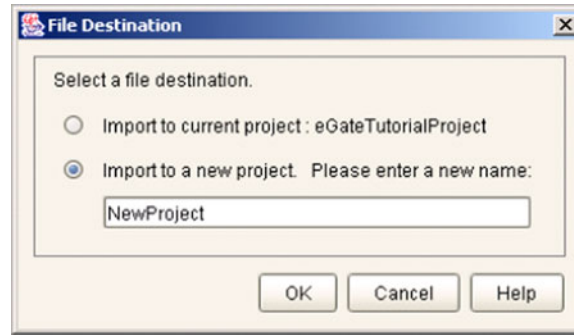 File Destination
Select a file destination.
Import to current project : eGateTutorialProject
Import to a new project. Please enter a new name:
NewProject
OK Cancel Help